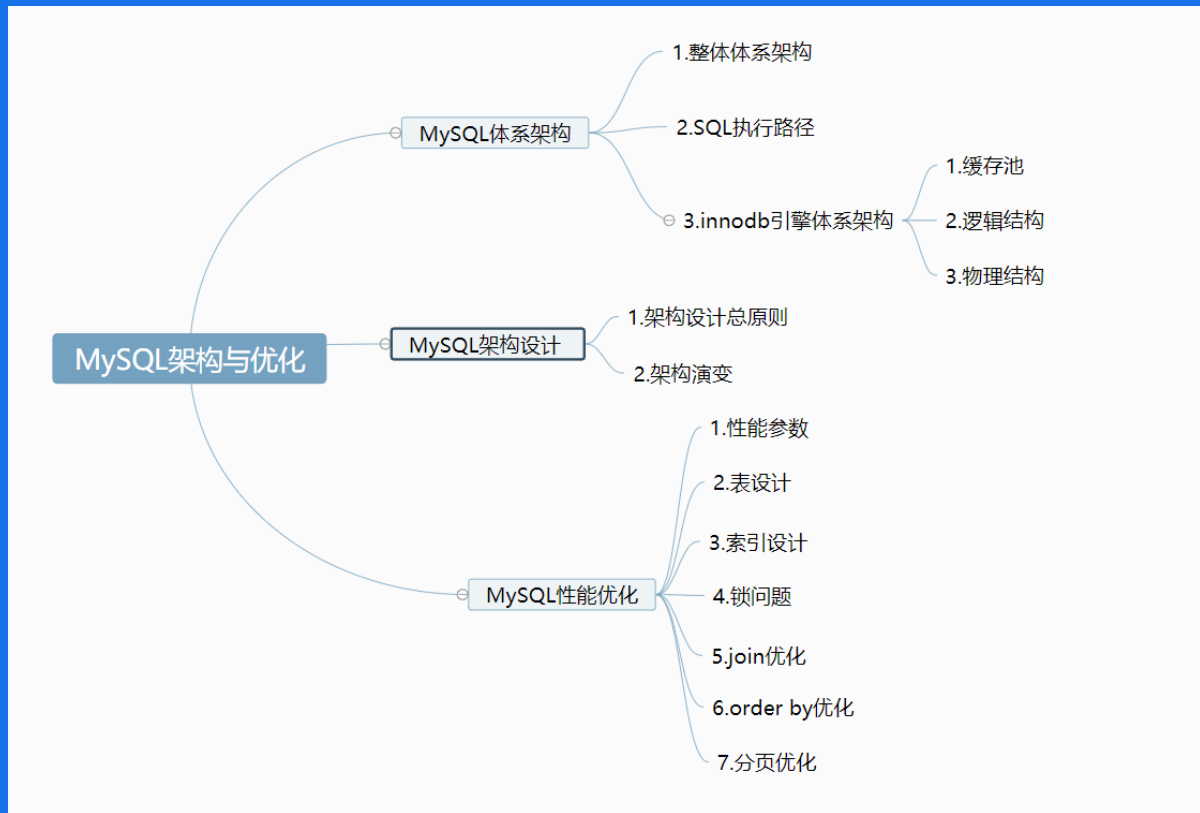 MySQL架构与优化
MySQL体系架构
1.整体体系架构
2.SQL执行路径
3.innodb引擎体系架构
1.缓存池
2.逻辑结构
3.物理结构
MySQL架构设计
1.架构设计总原则
2.架构演变
MySQL性能优化
1.性能参数
2.表设计
3.索引设计
4.锁问题
5.join优化
6.order by优化
7.分页优化